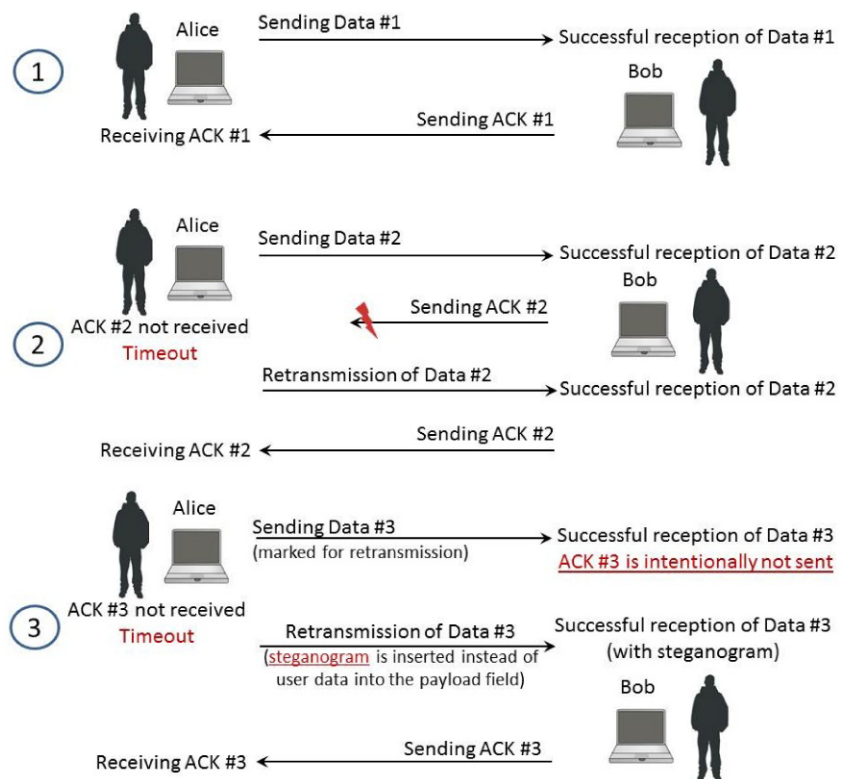 Alice
Sending Data #1
Successful reception of Data #1
1
Bob
Sending ACK #1
Receiving ACK #1
Alice
Sending Data #2
Successful reception of Data #2
Bob
Sending ACK #2
ACK #2 not received
2
Timeout
Retransmission of Data #2
Successful reception of Data #2
Sending ACK #2
Receiving ACK #2
Alice
Sending Data #3
(marked for retransmission)
Successful reception of Data #3
ACK #3 is intentionally not sent
ACK #3 not received
3
Timeout
Retransmission of Data #3
(steganogram is inserted instead of
user data into the payload field)
Successful reception of Data #3
(with steganogram)
Bob
Sending ACK #3
Receiving ACK #3